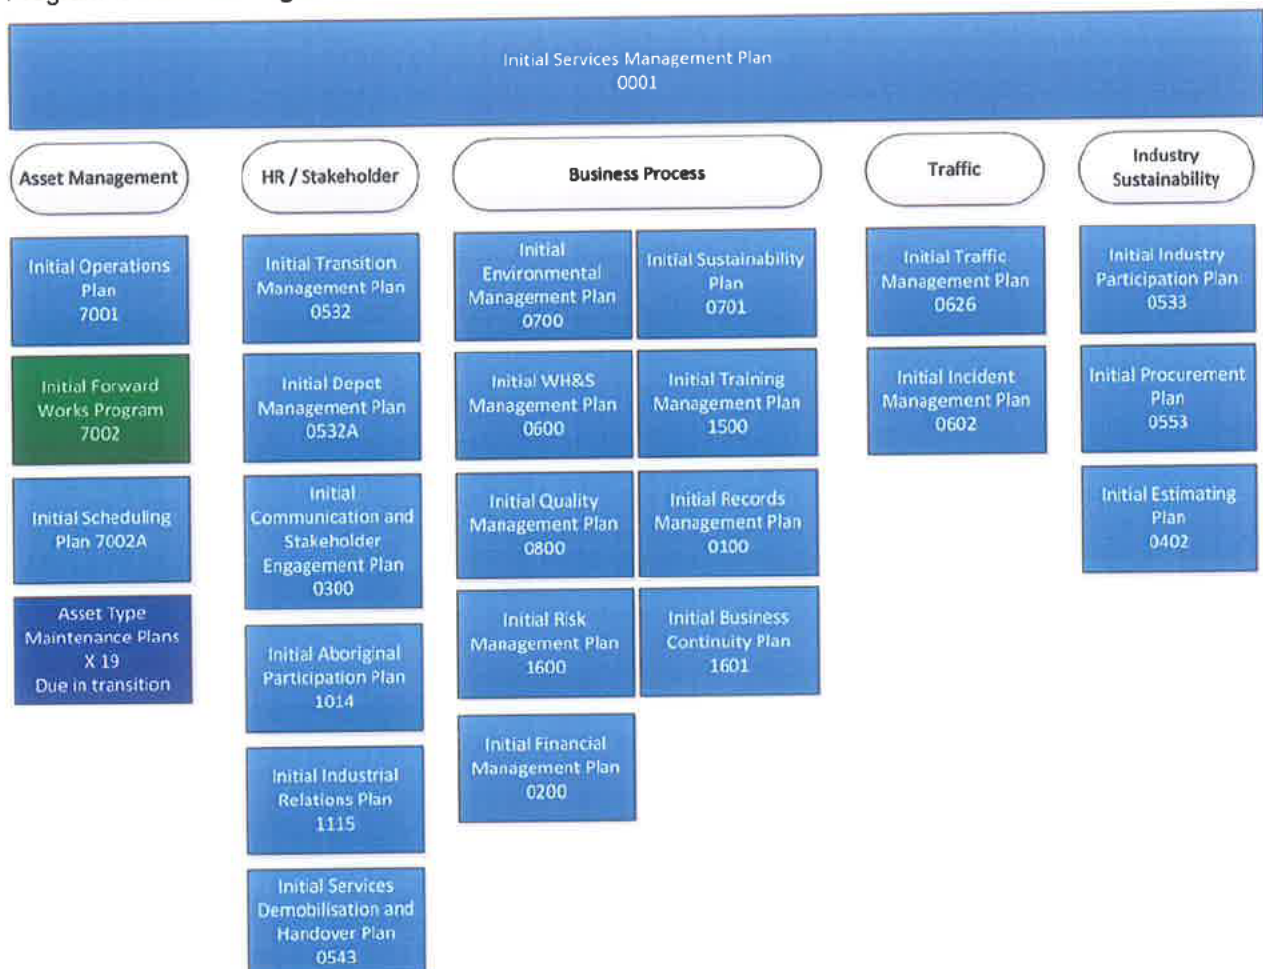 Initial Services Management Plan
0001
Asset Management
HR / Stakeholder
Business Process
Traffic
Industry
Sustainability
Initial Operations
Plan
7001
Initial Forward
Works Program
7002
Initial Scheduling
Plan 7002A
Asset Type
Maintenance Plans
X 19
Due in transition
Initial Transition
Management Plan
0532
Initial Depot
Management Plan
0532A
Initial
Communication and
Stakeholder
Engagement Plan
0300
Initial Aboriginal
Participation Plan
1014
Initial Industrial
Relations Plan
1115
Initial Services
Demobilisation and
Handover Plan
0543
Initial
Environmental
Management Plan
0700
Initial Sustainability
Plan
0701
Initial WH&S
Management Plan
0600
Initial Training
Management Plan
1500
Initial Quality
Management Plan
0800
Initial Records
Management Plan
0100
Initial Risk
Management Plan
1600
Initial Business
Continuity Plan
1601
Initial Financial
Management Plan
0200
Initial Traffic
Management Plan
0626
Initial Incident
Management Plan
0602
Initial Industry
Participation Plan
0533
Initial Procurement
Plan
0553
Initial Estimating
Plan
0402